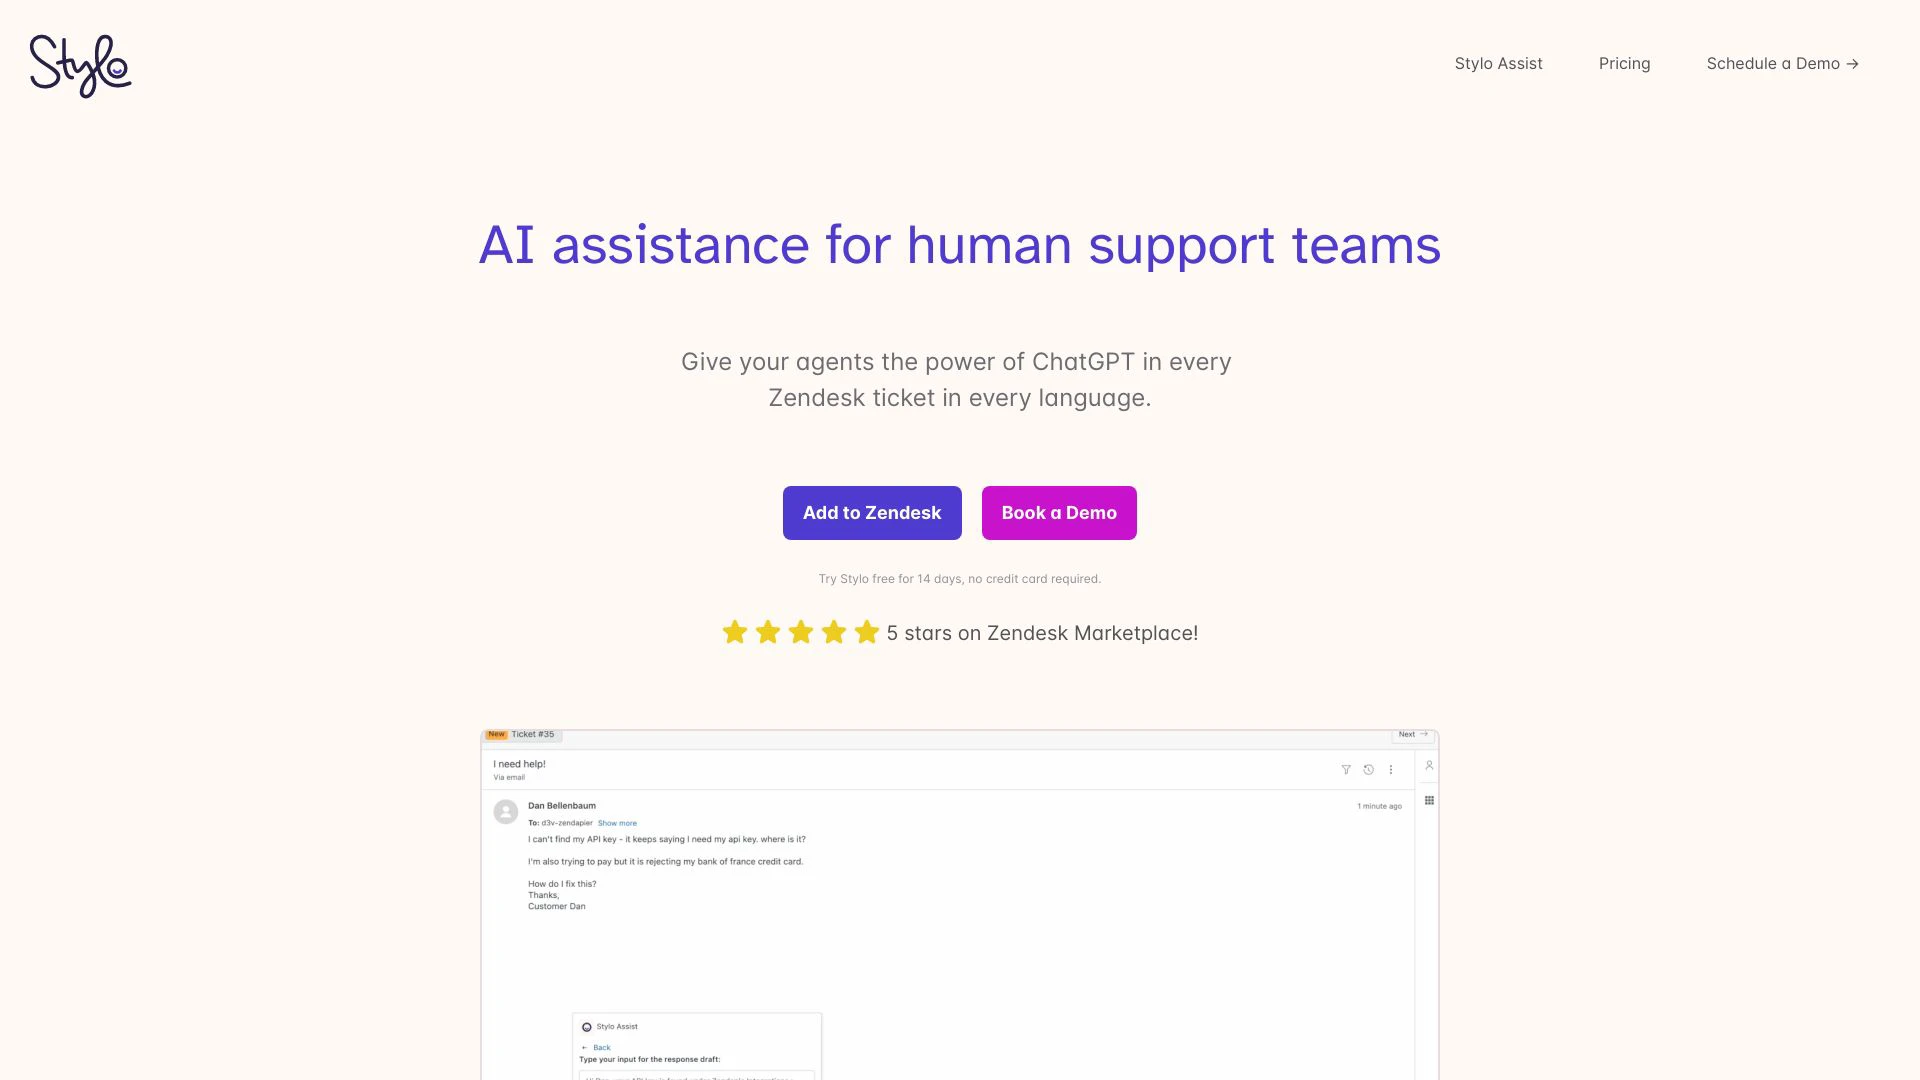 Stylo
Stylo Assist
Pricing
Schedule a Demo →
AI assistance for human support teams
Give your agents the power of ChatGPT in every
Zendesk ticket in every language.
Add to Zendesk
Book a Demo
Try Stylo free for 14 days, no credit card required.
5 stars on Zendesk Marketplace!
New Ticket #35
Next →
I need help!
Via email
Dan Bellenbaum
1 minute ago
To: d3v-zendapier Show more
I can't find my API key - it keeps saying I need my api key. where is it?
I'm also trying to pay but it is rejecting my bank of france credit card.
How do I fix this?
Thanks,
Customer Dan
Stylo Assist
← Back
Type your input for the response draft: